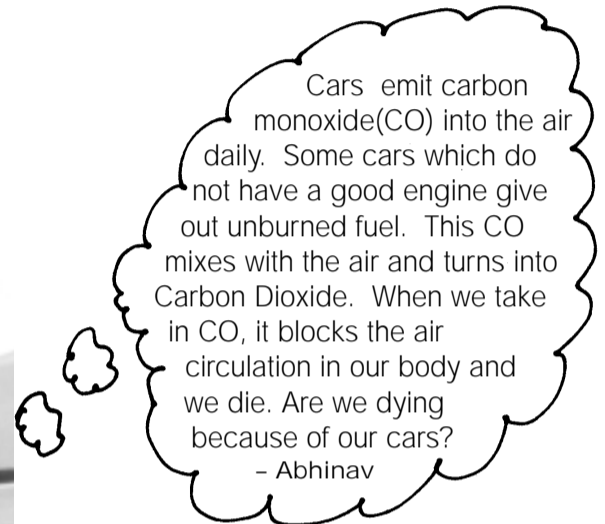 Cars emit carbon
monoxide(CO) into the air
daily. Some cars which do
not have a good engine give
out unburned fuel. This CO
mixes with the air and turns into
Carbon Dioxide. When we take
in CO, it blocks the air
circulation in our body and
we die. Are we dying
because of our cars?
– Abhinav